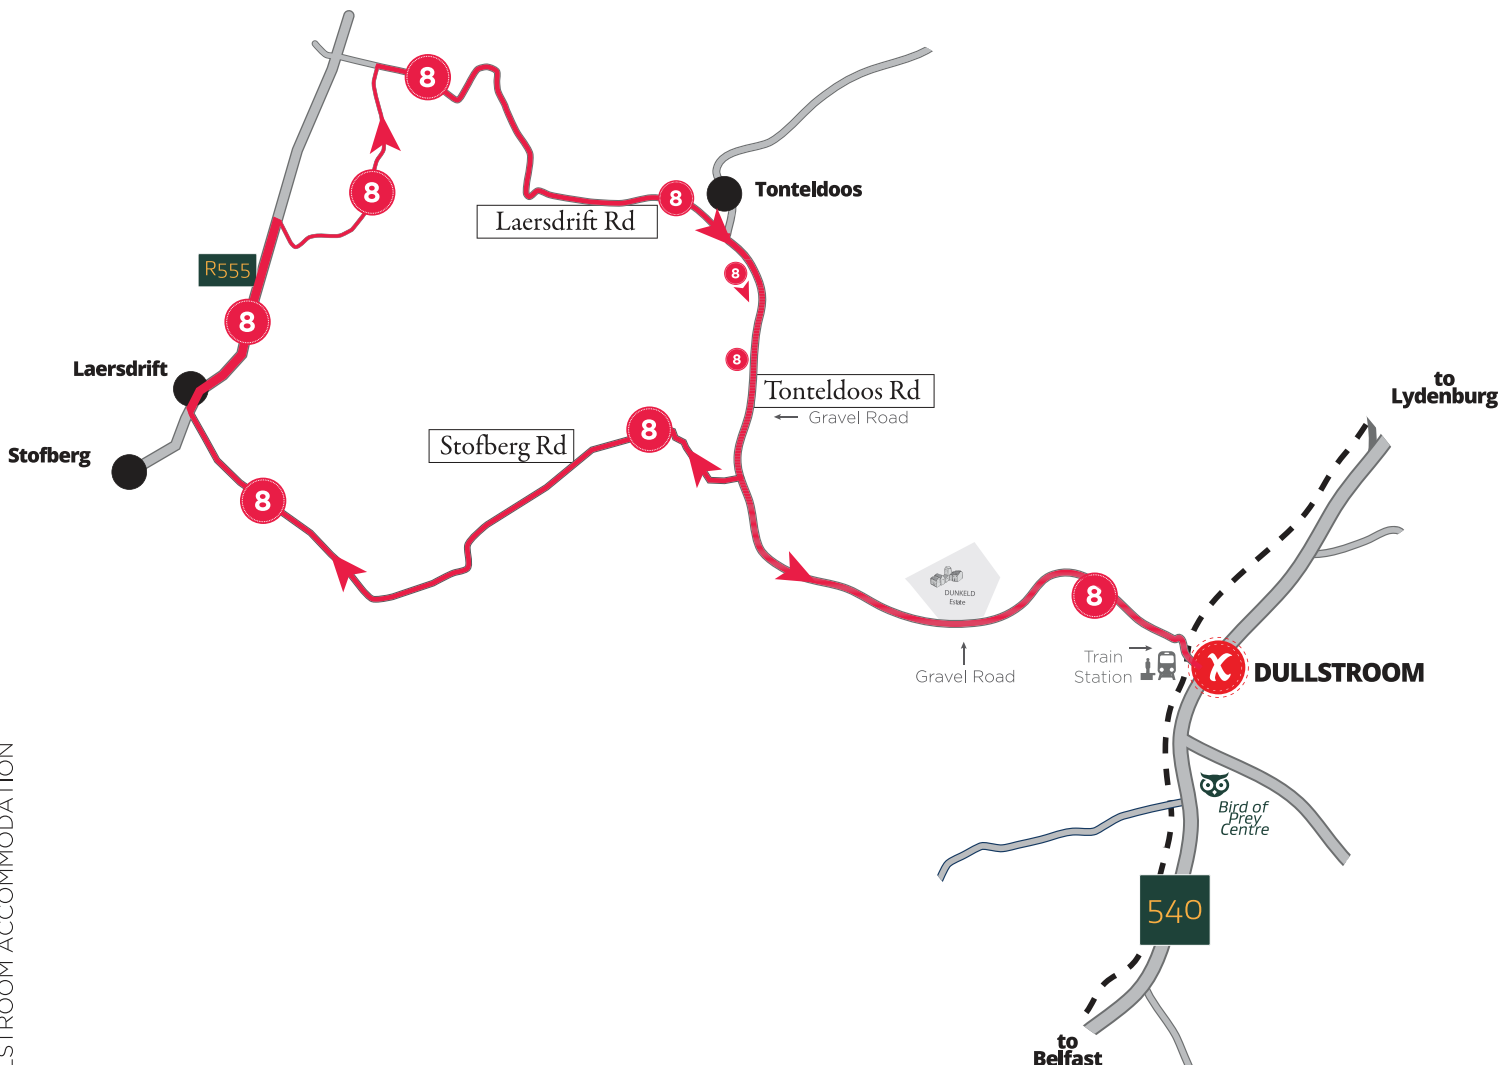 8
8
8
Tonteldoos
Laersdrift Rd
R555
8
8
8
Laersdrift
8
Tonteldoos Rd
Gravel Road
to
Lydenburg
Stofberg Rd
8
Stofberg
8
DUNKELD
Estate
8
Gravel Road
Train
Station
X
DULLSTROOM
Bird of
Prey
Centre
540
to
Belfast
LSTROOM ACCOMMODATION